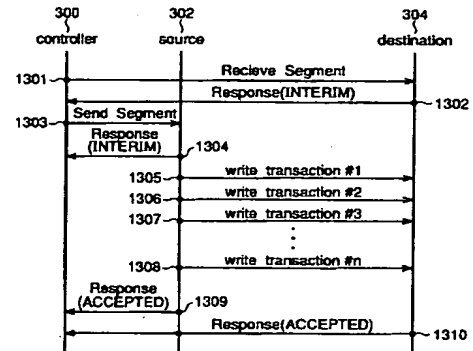 300 302 304
controller source destination
1301 Recieve Segment
Response(INTERIM) 1302
1303 Send Segment
Response
(INTERIM) 1304
1305 write transaction #1
1306 write transaction #2
1307 write transaction #3
1308 write transaction #n
Response
(ACCEPTED) 1309
Response(ACCEPTED) 1310